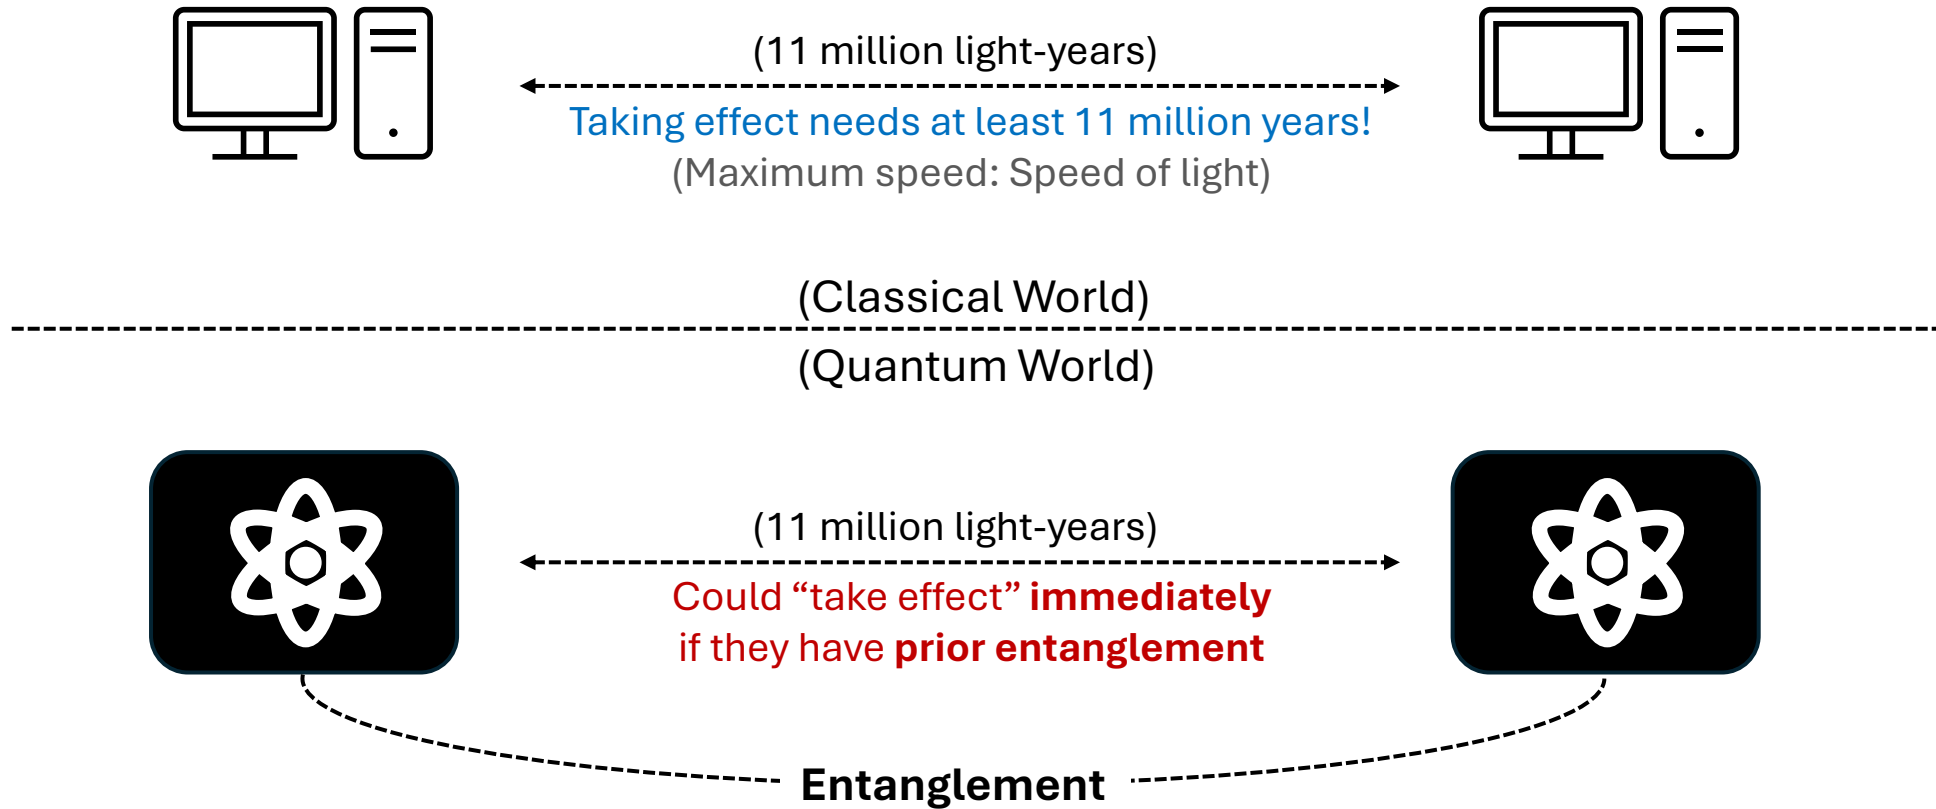 (11 million light-years)
Taking effect needs at least 11 million years!
(Maximum speed: Speed of light)
(Classical World)
(Quantum World)
(11 million light-years)
Could “take effect” immediately
if they have prior entanglement
Entanglement